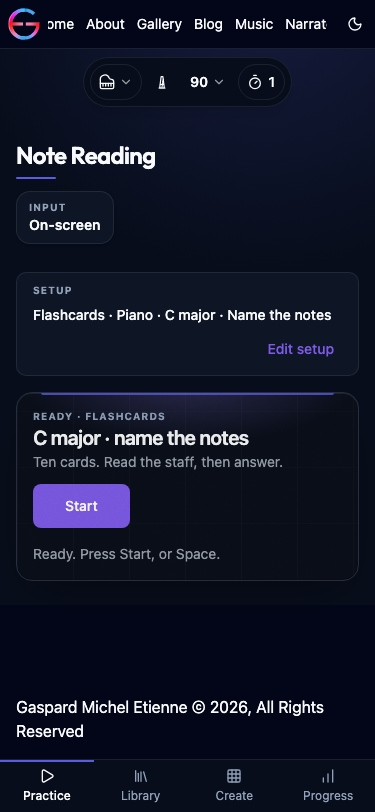 ome About Gallery Blog Music Narrat
90 1
Note Reading
INPUT
On-screen
SETUP
Flashcards · Piano · C major · Name the notes
Edit setup
READY · FLASHCARDS
C major · name the notes
Ten cards. Read the staff, then answer.
Start
Ready. Press Start, or Space.
Gaspard Michel Etienne © 2026, All Rights
Reserved
Practice Library Create Progress